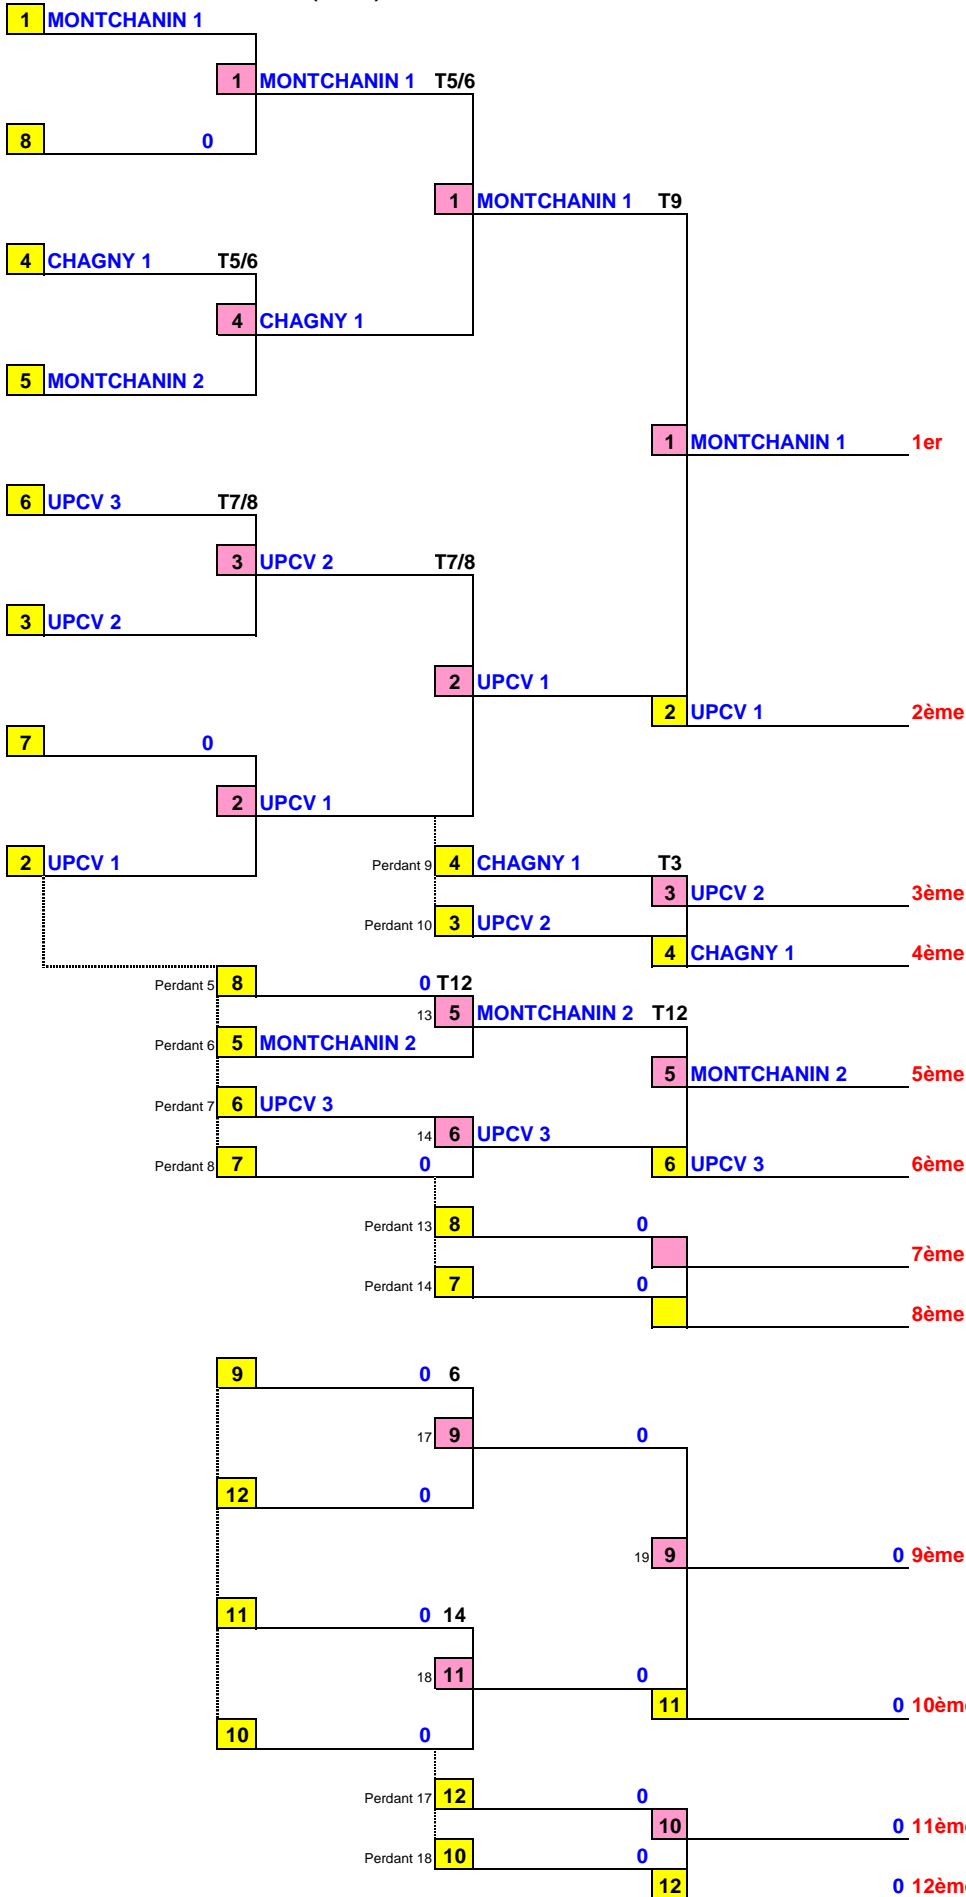 1 MONTCHANIN 1
1 MONTCHANIN 1 T5/6
8 0
1 MONTCHANIN 1 T9
4 CHAGNY 1 T5/6
4 CHAGNY 1
5 MONTCHANIN 2
1 MONTCHANIN 1 1er
6 UPCV 3 T7/8
3 UPCV 2 T7/8
3 UPCV 2
2 UPCV 1
2 UPCV 1 2ème
7 0
2 UPCV 1
2 UPCV 1 Perdant 9 4 CHAGNY 1 T3
3 UPCV 2 3ème
Perdant 10 3 UPCV 2
4 CHAGNY 1 4ème
Perdant 5 8 0 T12
13 5 MONTCHANIN 2 T12
Perdant 6 5 MONTCHANIN 2
5 MONTCHANIN 2 5ème
Perdant 7 6 UPCV 3
14 6 UPCV 3
Perdant 8 7 0 6 UPCV 3 6ème
Perdant 13 8 0
7ème
Perdant 14 7 0
8ème
9 0 6
17 9 0
12 0
19 9 0 9ème
11 0 14
18 11 0
11 0 10ème
10 0
Perdant 17 12 0
10 0 11ème
Perdant 18 10 0
12 0 12ème